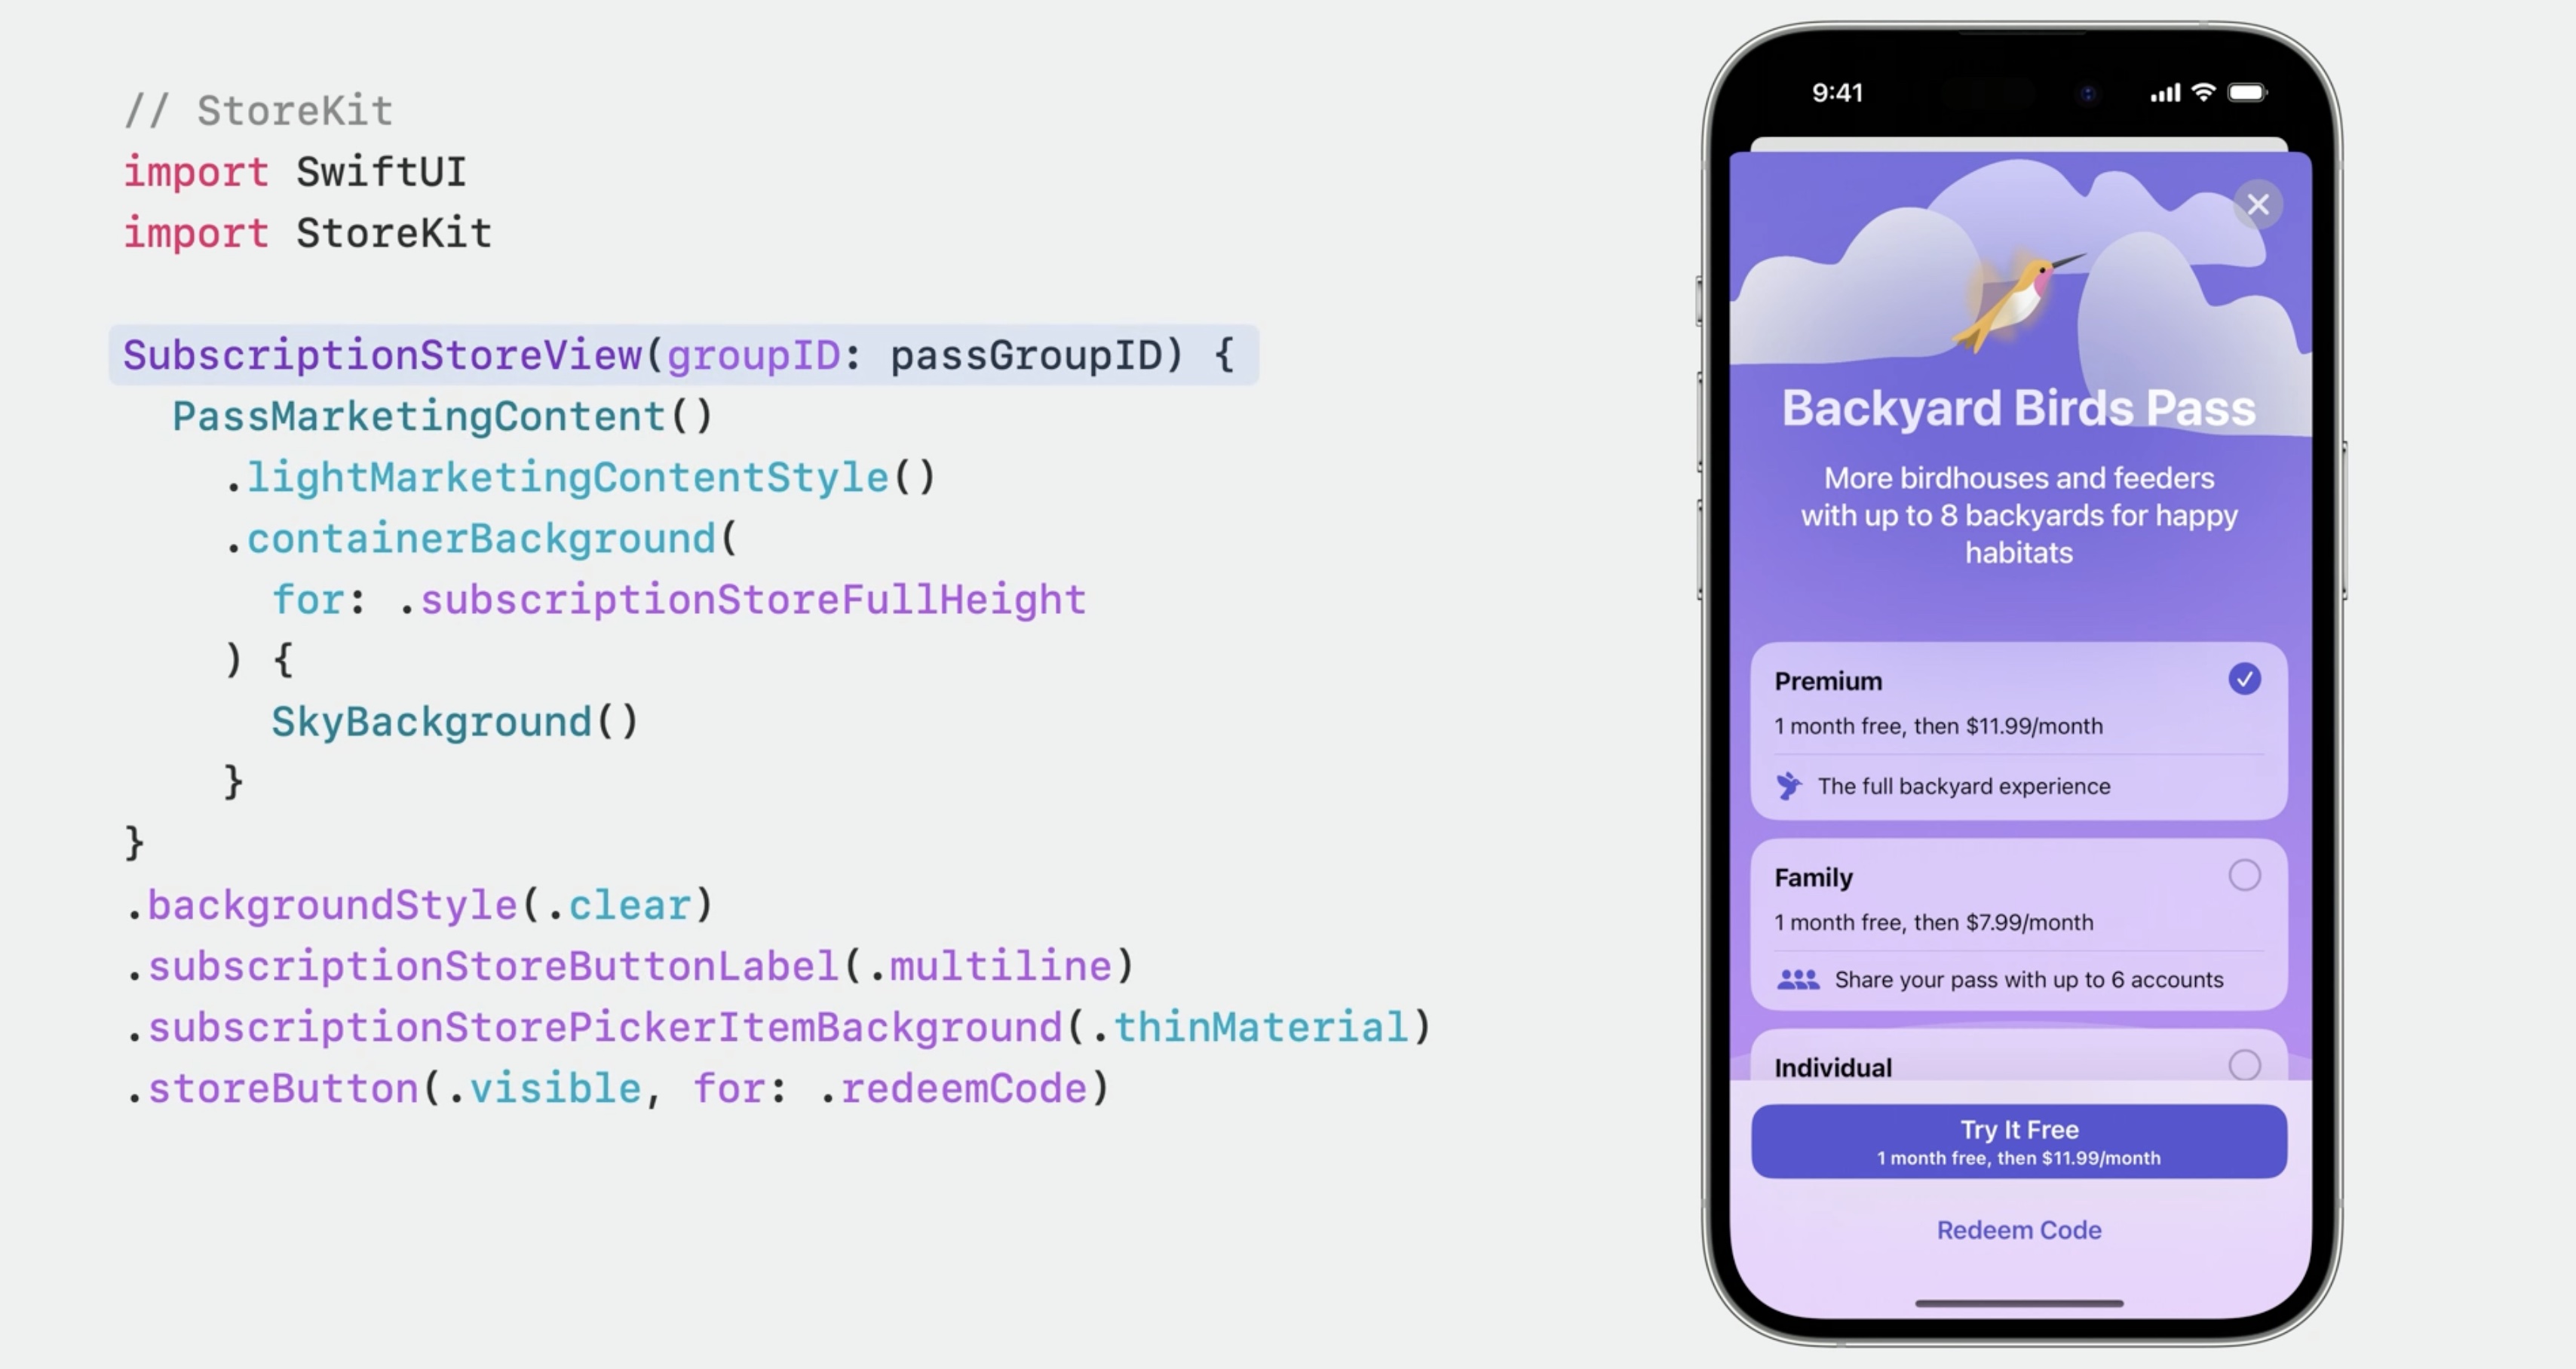 // StoreKit
import SwiftUI
import StoreKit
SubscriptionStoreView(groupID: passGroupID) {
PassMarketingContent()
.lightMarketingContentStyle()
.containerBackground(
for: .subscriptionStoreFullHeight
) {
SkyBackground()
}
}
.backgroundStyle(.clear)
.subscriptionStoreButtonLabel(.multiline)
.subscriptionStorePickerItemBackground(.thinMaterial)
.storeButton(.visible, for: .redeemCode)
9:41
Backyard Birds Pass
More birdhouses and feeders
with up to 8 backyards for happy
habitats
Premium
1 month free, then $11.99/month
The full backyard experience
Family
1 month free, then $7.99/month
Share your pass with up to 6 accounts
Individual
Try It Free
1 month free, then $11.99/month
Redeem Code